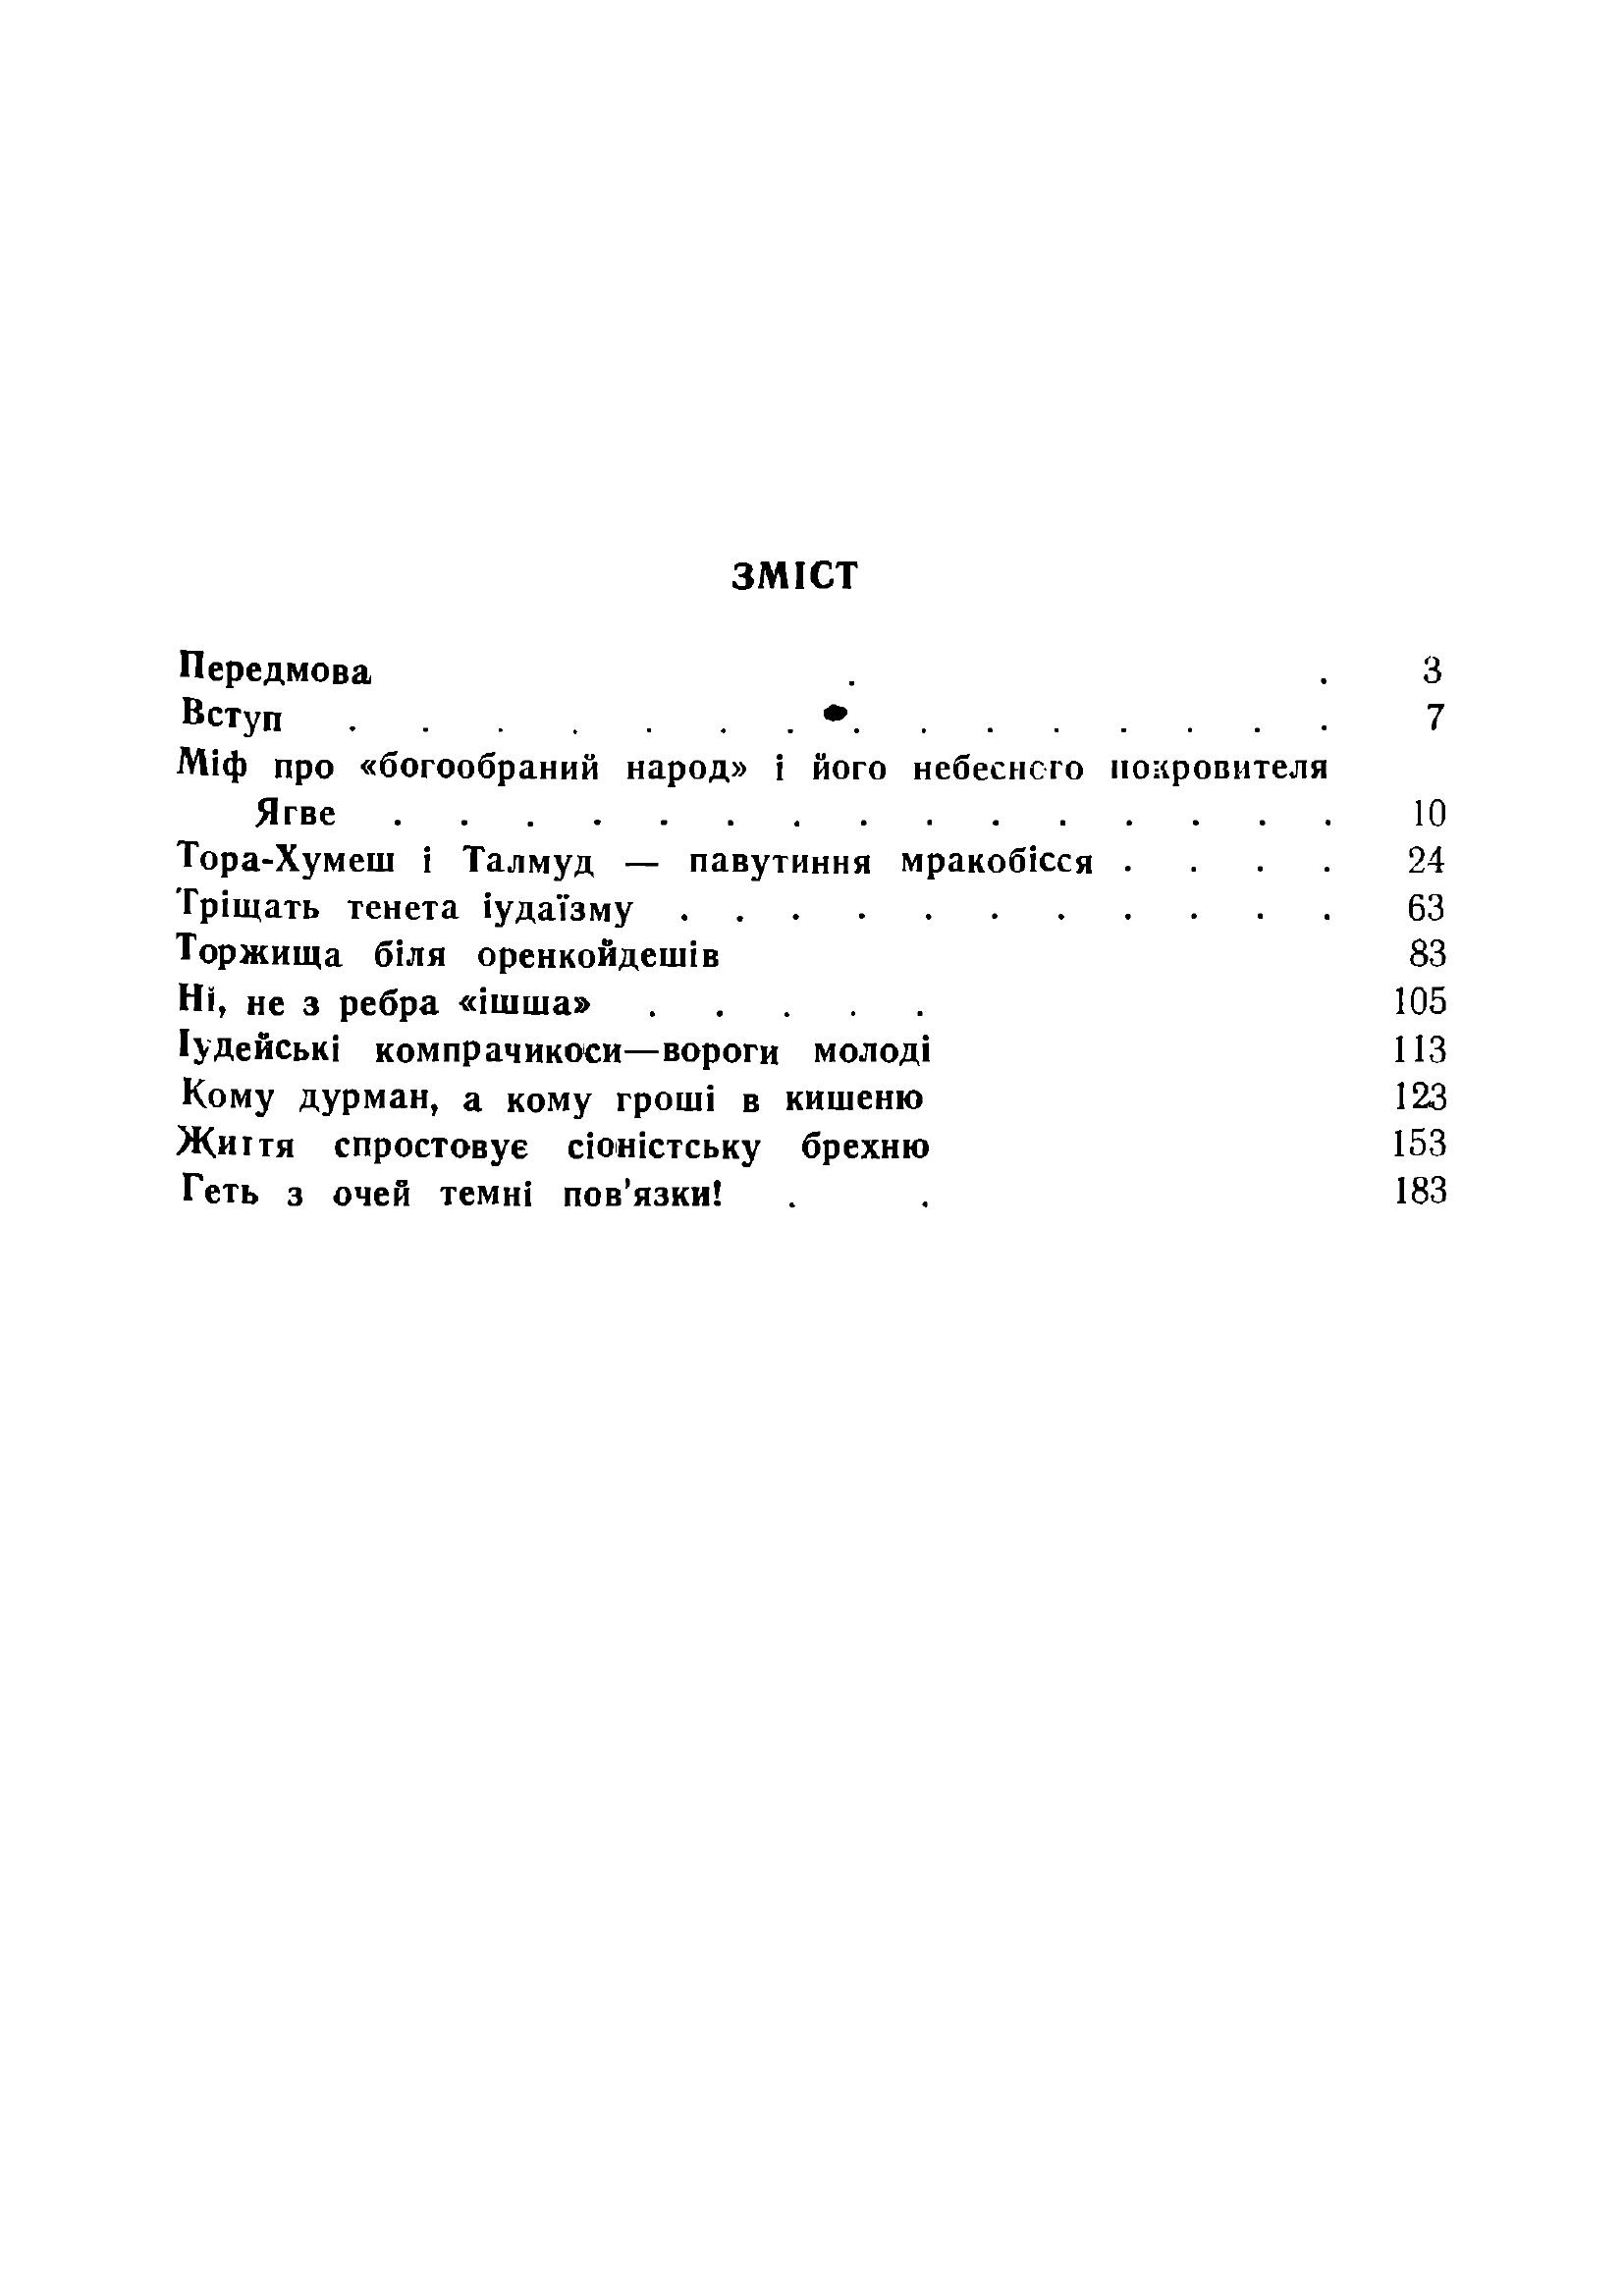 ЗМІСТ
Передмова . . 3
Вступ . . . . . . . . . . . . . . . 7
Міф про «богообраний народ» і його небесного покровителя
Ягве . . . . . . . . . . . . . . . 10
Тора-Хумеш і Талмуд — павутиння мракобісся . . . . 24
Тріщать тенета іудаїзму . . . . . . . . . . . 63
Торжища біля оренкойдешів 83
Ні, не з ребра «ішша» . . . . . 105
Іудейські компрачикоси—вороги молоді 113
Кому дурман, а кому гроші в кишеню 123
Життя спростовує сіоністську брехню 153
Геть з очей темні пов'язки! . . 183